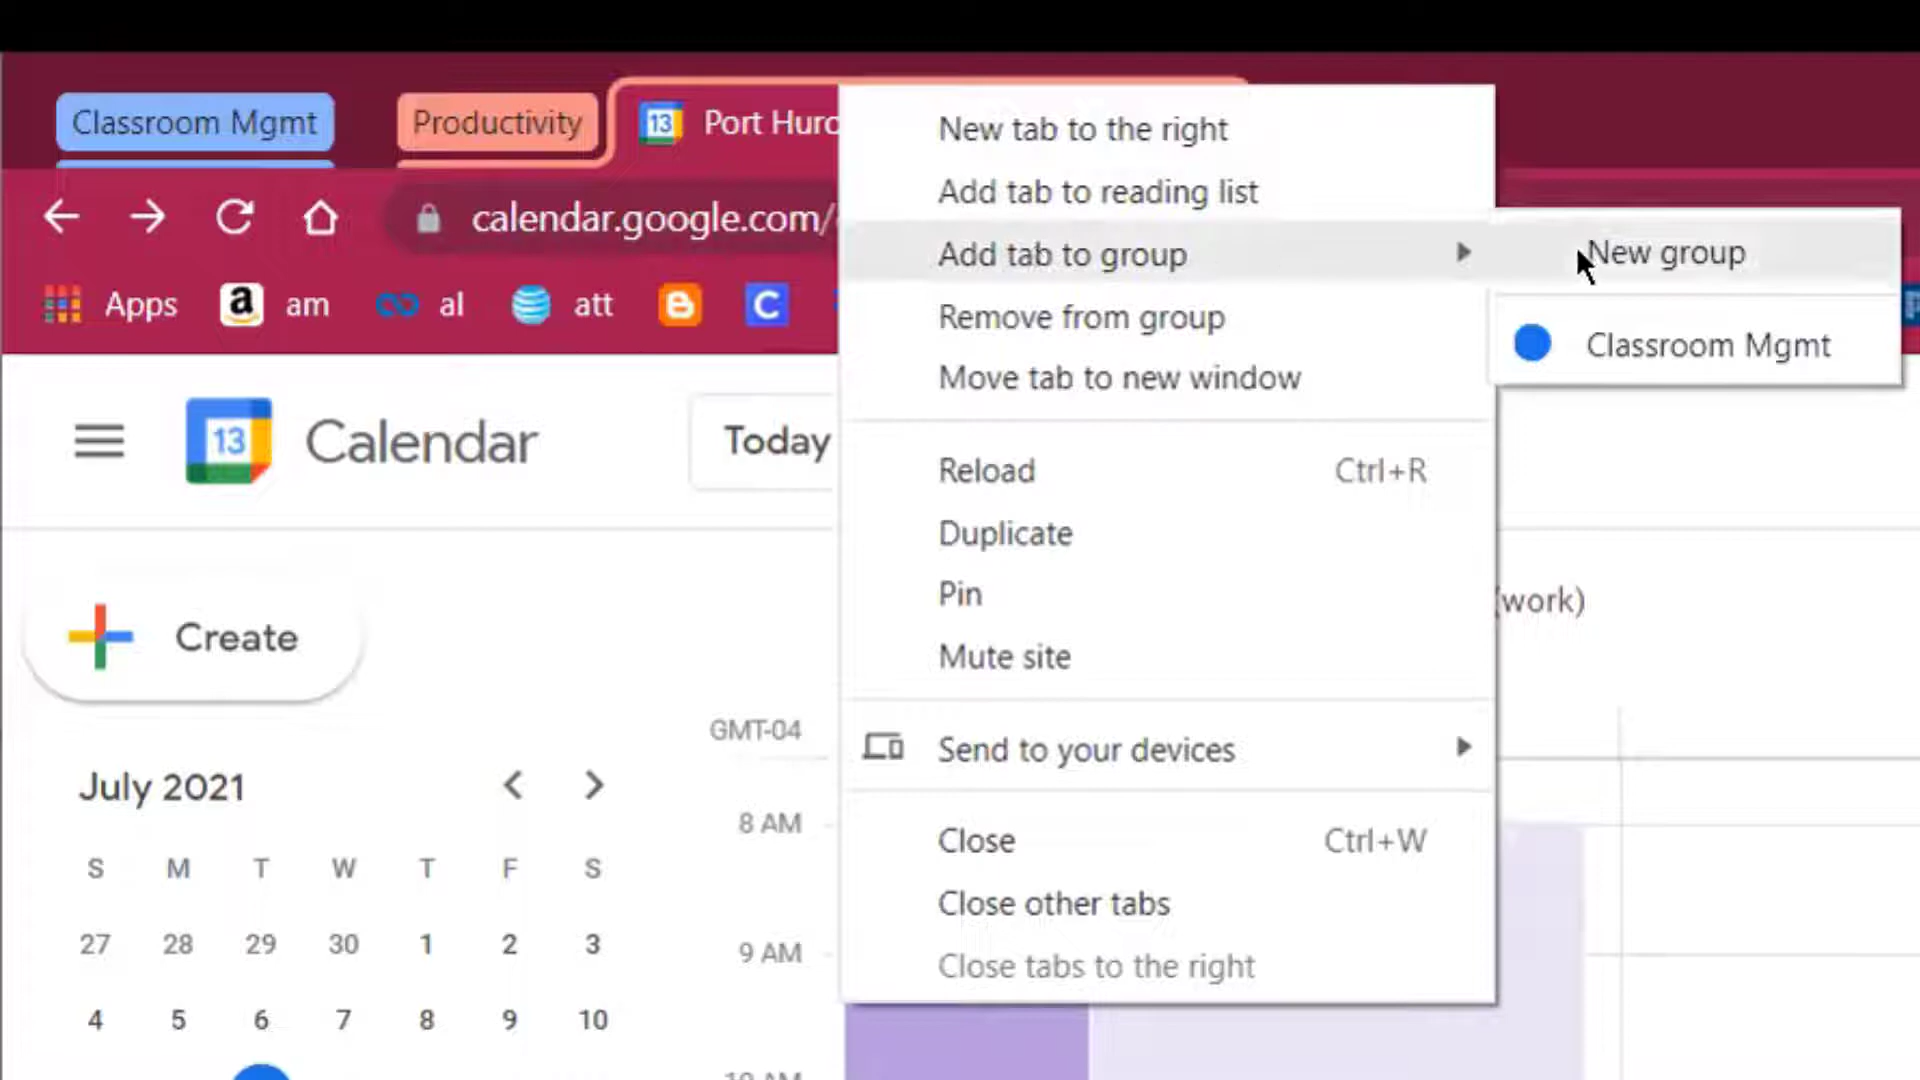 Classroom Mgmt
Productivity
13
Port Huro
calendar.google.com/
Apps
a
am
al
att
B
C
New tab to the right
Add tab to reading list
Add tab to group
Remove from group
Move tab to new window
Reload Ctrl+R
Duplicate
Pin
Mute site
Send to your devices
Close Ctrl+W
Close other tabs
Close tabs to the right
New group
Classroom Mgmt
13
Calendar
Today
Create
(work)
GMT-04
8 AM
9 AM
July 2021
S M T W T F S
27 28 29 30 1 2 3
4 5 6 7 8 9 10